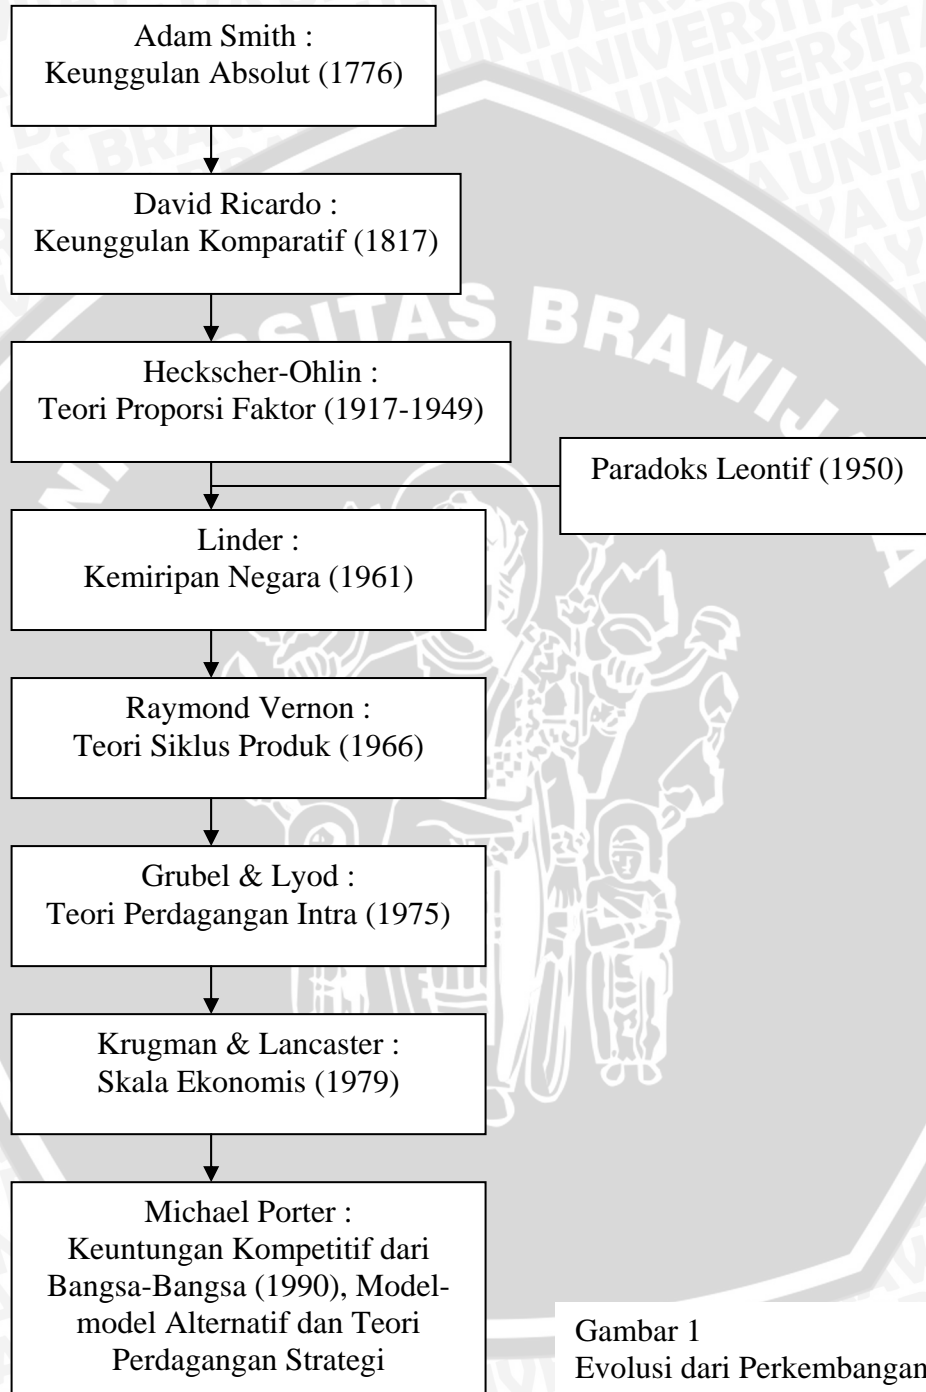 Adam Smith :
Keunggulan Absolut (1776)
David Ricardo :
Keunggulan Komparatif (1817)
Heckscher-Ohlin :
Teori Proporsi Faktor (1917-1949)
Paradoks Leontif (1950)
Linder :
Kemiripan Negara (1961)
Raymond Vernon :
Teori Siklus Produk (1966)
Grubel & Lyod :
Teori Perdagangan Intra (1975)
Krugman & Lancaster :
Skala Ekonomis (1979)
Michael Porter :
Keuntungan Kompetitif dari
Bangsa-Bangsa (1990), Model-
model Alternatif dan Teori
Perdagangan Strategi
Gambar 1
Evolusi dari Perkembangan